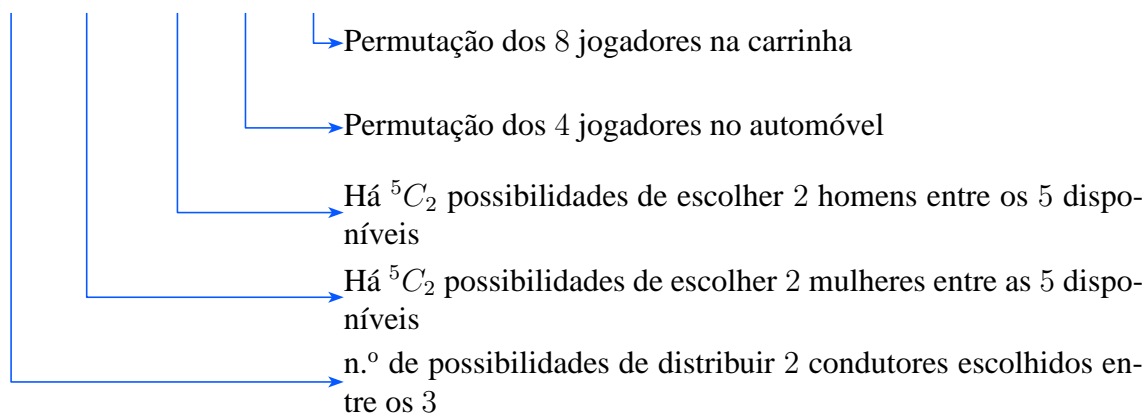 Permutação dos 8 jogadores na carrinha
Permutação dos 4 jogadores no automóvel
Há ⁵C₂ possibilidades de escolher 2 homens entre os 5 dispo-
níveis
Há ⁵C₂ possibilidades de escolher 2 mulheres entre as 5 dispo-
níveis
n.º de possibilidades de distribuir 2 condutores escolhidos en-
tre os 3